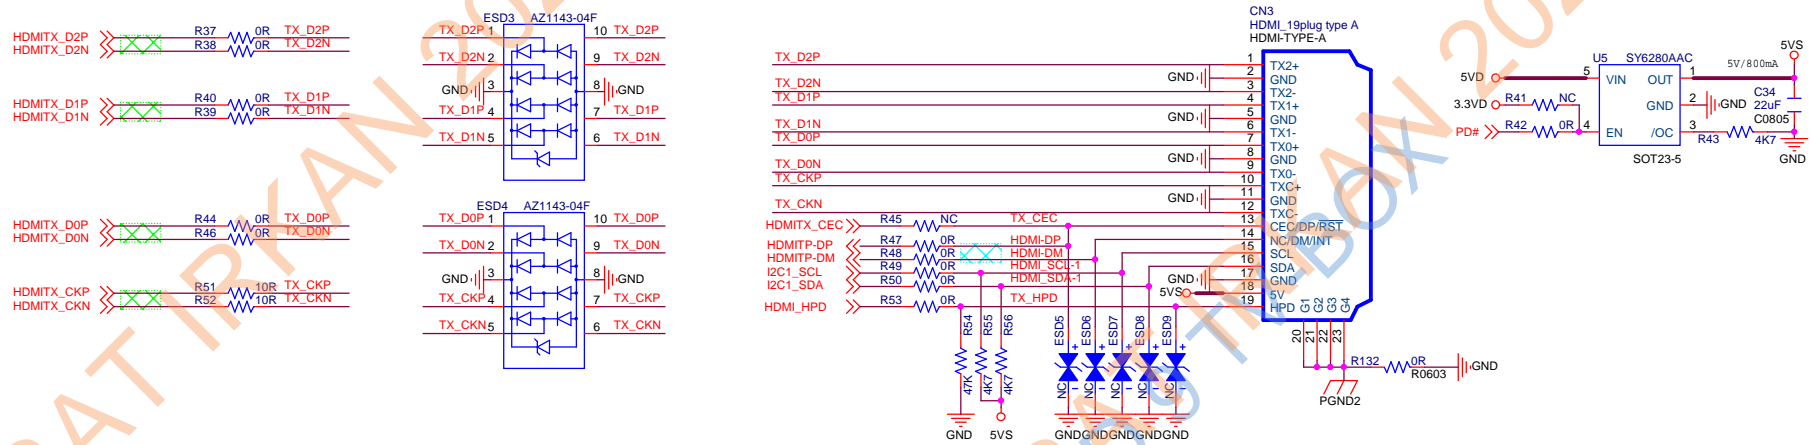 HDMITX_D2P
HDMITX_D2N
R37 0R TX_D2P
R38 0R TX_D2N
HDMITX_D1P
HDMITX_D1N
R40 0R TX_D1P
R39 0R TX_D1N
HDMITX_D0P
HDMITX_D0N
R44 0R TX_D0P
R46 0R TX_D0N
HDMITX_CKP
HDMITX_CKN
R51 10R TX_CKP
R52 10R TX_CKN
ESD3 AZ1143-04F
TX_D2P 1 10 TX_D2P
TX_D2N 2 9 TX_D2N
GND 3 8 GND
TX_D1P 4 7 TX_D1P
TX_D1N 5 6 TX_D1N
ESD4 AZ1143-04F
TX_D0P 1 10 TX_D0P
TX_D0N 2 9 TX_D0N
GND 3 8 GND
TX_CKP 4 7 TX_CKP
TX_CKN 5 6 TX_CKN
CN3
HDMI_19plug type A
HDMI-TYPE-A
TX_D2P 1 TX2+
GND 2 GND
TX_D2N 3 TX2-
TX_D1P 4 TX1+
GND 5 GND
TX_D1N 6 TX1-
TX_D0P 7 TX0+
GND 8 GND
TX_D0N 9 TX0-
TX_CKP 10 TXC+
GND 11 GND
TX_CKN 12 TXC-
HDMITX_CEC R45 NC TX_CEC 13 CEC/DP/RST
HDMITP-DP R47 0R HDMI-DP 14 NC/DM/INT
HDMITP-DM R48 0R HDMI-DM 15 SCL
I2C1_SCL R49 0R HDMI_SCL-1 16 SDA
I2C1_SDA R50 0R HDMI_SDA-1 GND 17 GND
5VS 18 5V
HDMI_HPD R53 0R TX_HPD 19 HPD
G1 G2 G3 G4
20 21 22 23
R54 R55 R56
47K 4K7 4K7
ESD5 ESD6 ESD7 ESD8 ESD9
+ + + + +
NC NC NC NC NC
- - - - -
GND 5VS GND GND GND GND GND
R132 0R GND
R0603
PGND2
U5 SY6280AAC
5VD 5 VIN OUT 1 5V/800mA 5VS
3.3VD R41 NC
GND 2 GND
PD# R42 0R 4 EN /OC 3 R43 4K7
C34
22uF
C0805
GND
SOT23-5
IRKAN
BOX